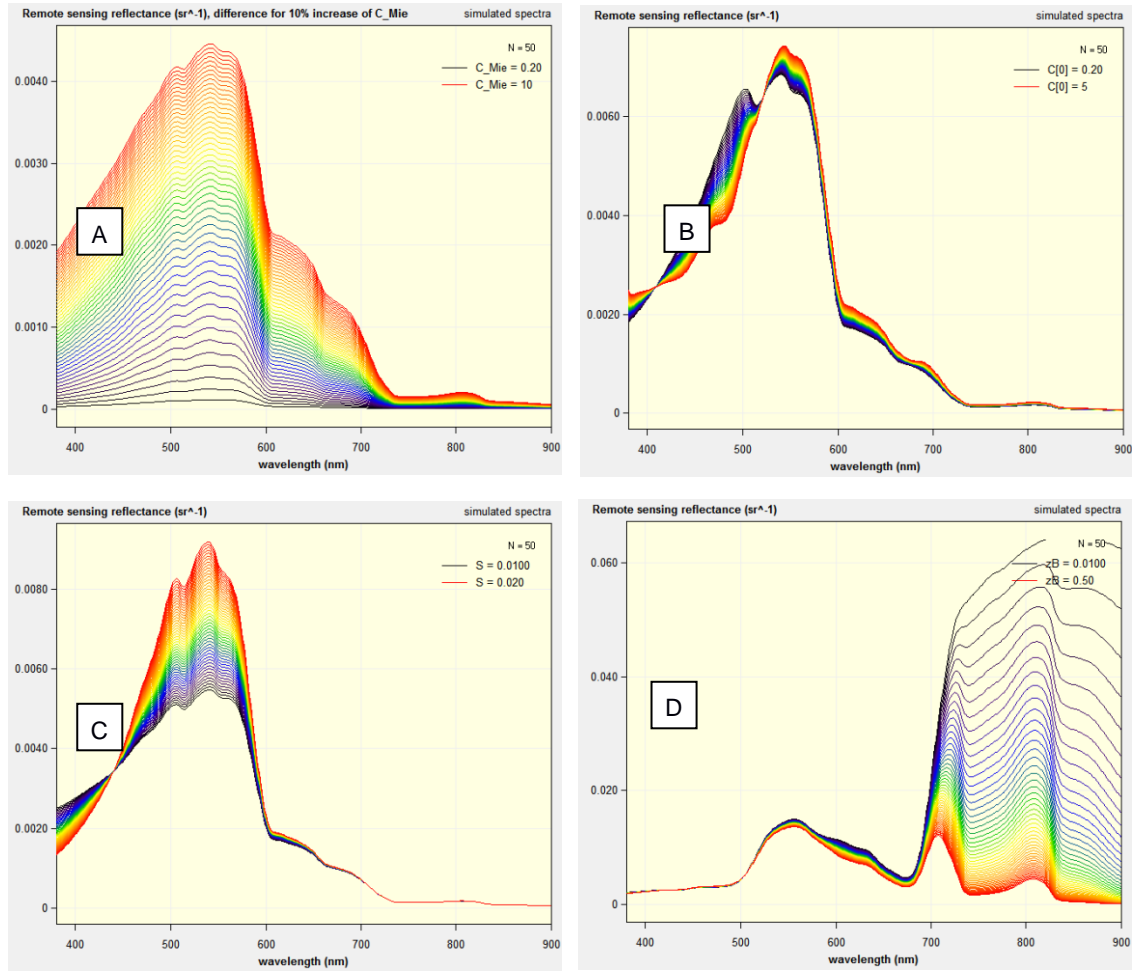 Remote sensing reflectance (sr^-1), difference for 10% increase of C_Mie simulated spectra
N = 50
C_Mie = 0.20
C_Mie = 10
0.0040
0.0030
0.0020
0.0010
0
A
400 500 600 700 800 900
wavelength (nm)
Remote sensing reflectance (sr^-1) simulated spectra
N = 50
C[0] = 0.20
C[0] = 5
0.0060
0.0040
0.0020
0
B
400 500 600 700 800 900
wavelength (nm)
Remote sensing reflectance (sr^-1) simulated spectra
N = 50
S = 0.0100
S = 0.020
0.0080
0.0060
0.0040
0.0020
0
C
400 500 600 700 800 900
wavelength (nm)
Remote sensing reflectance (sr^-1) simulated spectra
N = 50
zB = 0.0100
zB = 0.50
0.060
0.040
0.020
0
D
400 500 600 700 800 900
wavelength (nm)